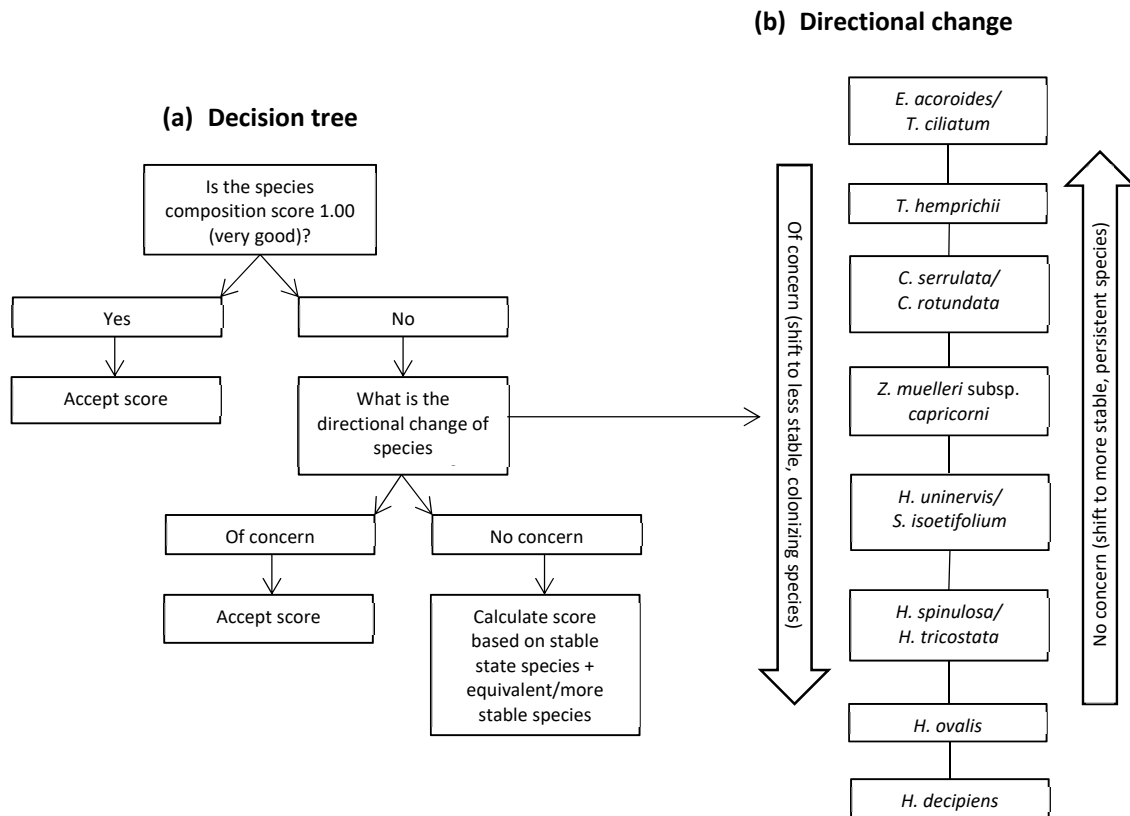 (b) Directional change
(a) Decision tree
Is the species
composition score 1.00
(very good)?
Yes
No
Accept score
What is the
directional change of
species
Of concern
No concern
Accept score
Calculate score
based on stable
state species +
equivalent/more
stable species
Of concern (shift to less stable, colonizing species)
E. acoroides/
T. ciliatum
T. hemprichii
C. serrulata/
C. rotundata
Z. muelleri subsp.
capricorni
H. uninervis/
S. isoetifolium
H. spinulosa/
H. tricostata
H. ovalis
H. decipiens
No concern (shift to more stable, persistent species)